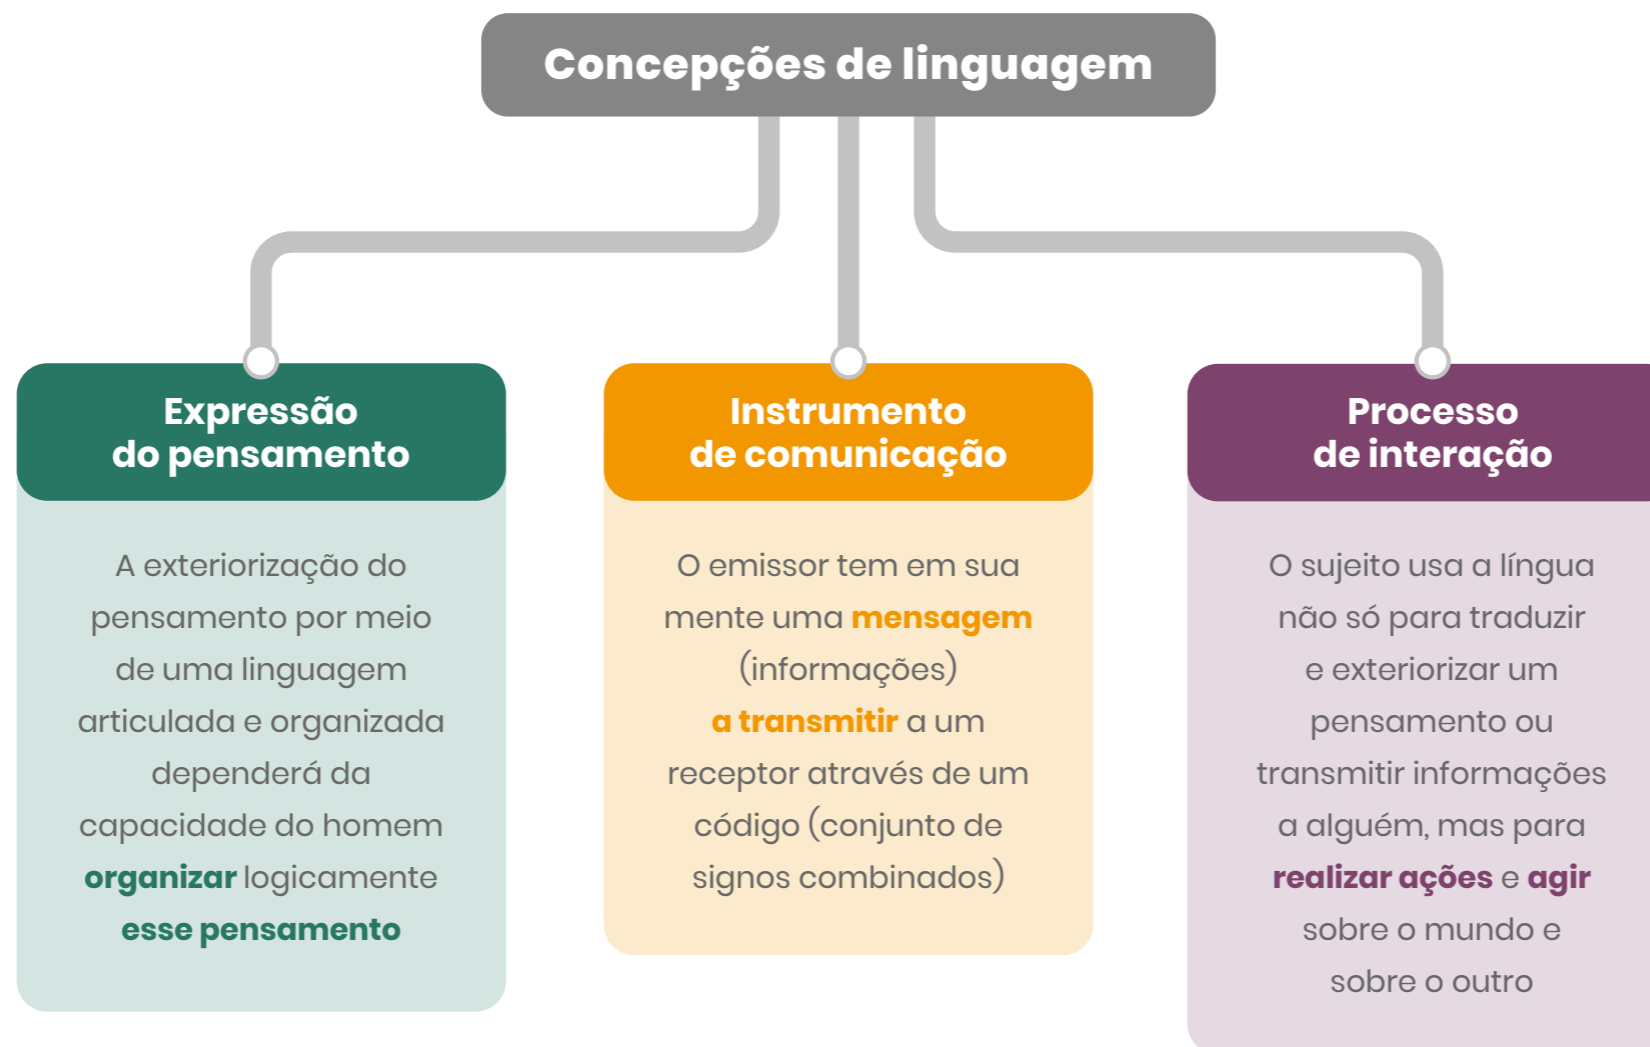 Concepções de linguagem
Expressão
do pensamento
A exteriorização do
pensamento por meio
de uma linguagem
articulada e organizada
dependerá da
capacidade do homem
organizar logicamente
esse pensamento
Instrumento
de comunicação
O emissor tem em sua
mente uma mensagem
(informações)
a transmitir a um
receptor através de um
código (conjunto de
signos combinados)
Processo
de interação
O sujeito usa a língua
não só para traduzir
e exteriorizar um
pensamento ou
transmitir informações
a alguém, mas para
realizar ações e agir
sobre o mundo e
sobre o outro